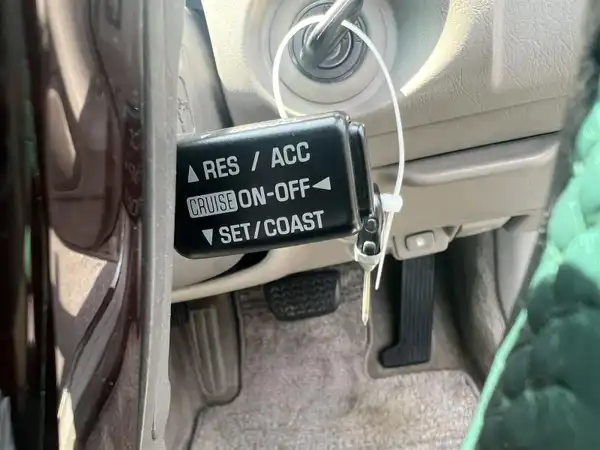 ▲ RES / ACC
CRUISE ON-OFF ◀
▼ SET/COAST